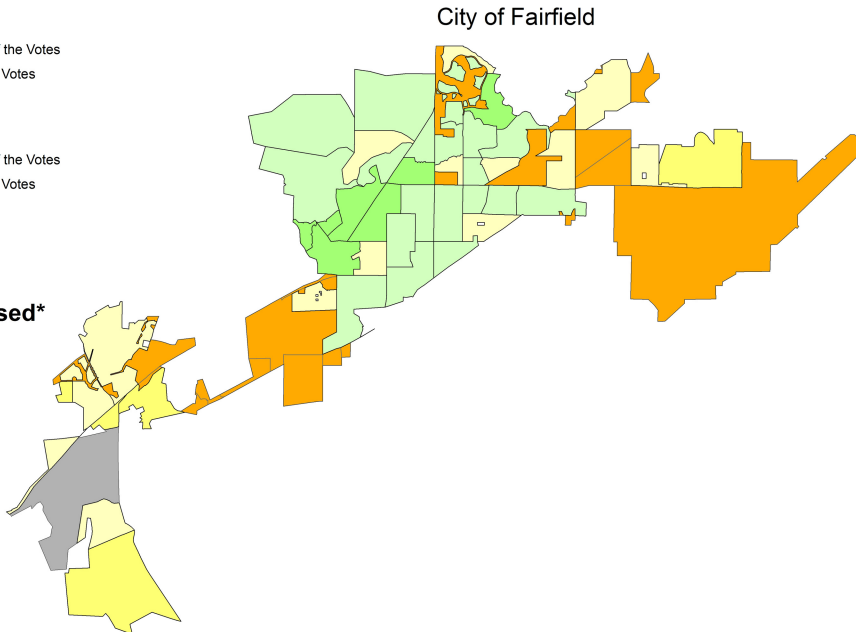 City of Fairfield
the Votes
Votes
the Votes
Votes
sed*